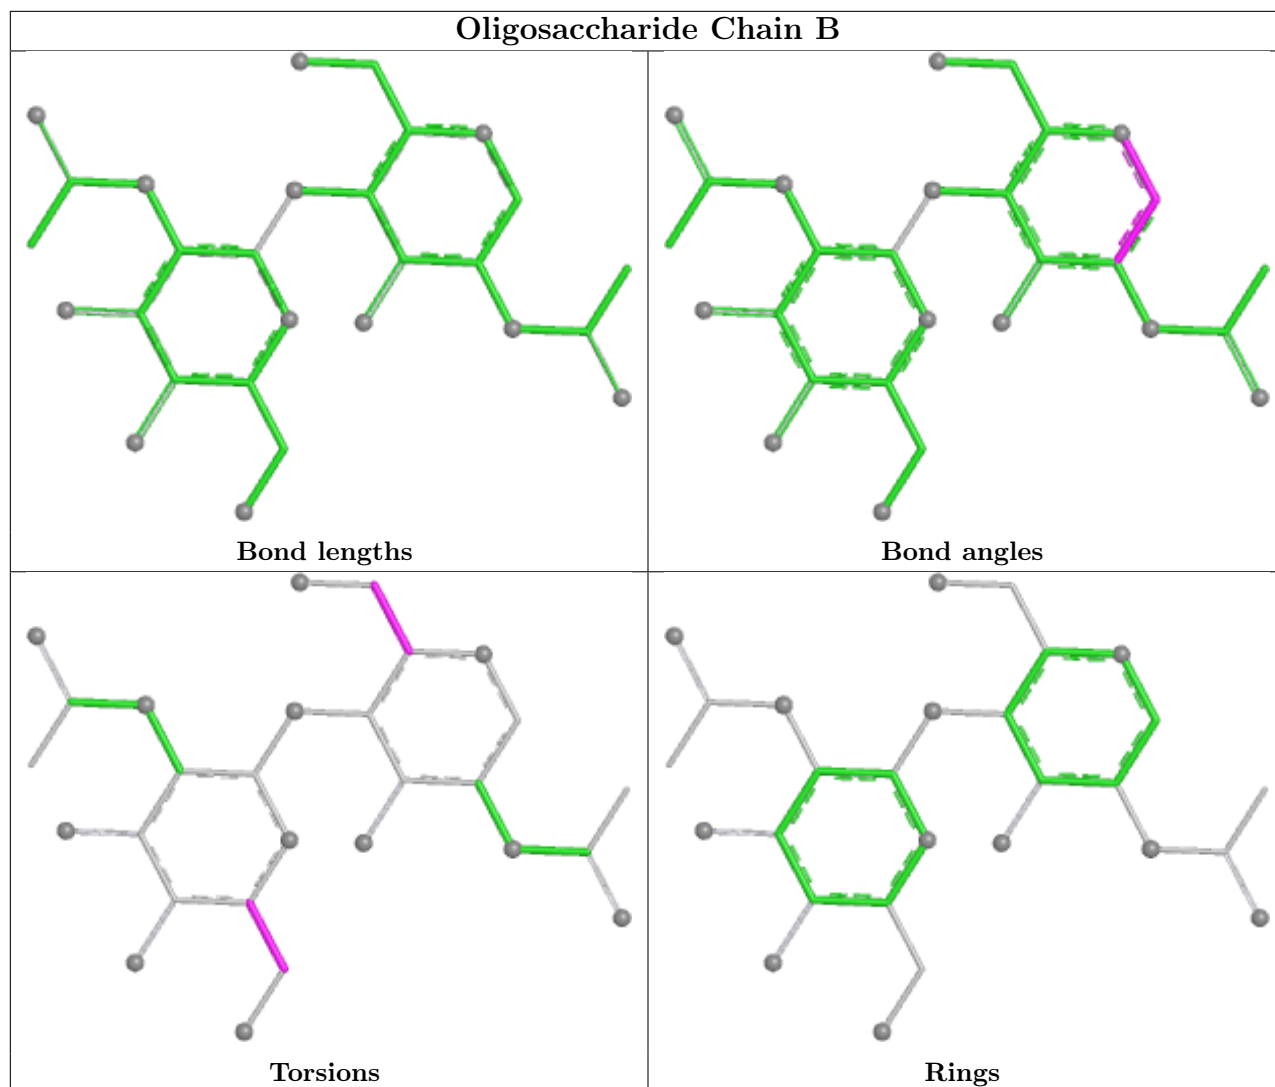 Oligosaccharide Chain B
Bond lengths
Bond angles
Torsions
Rings